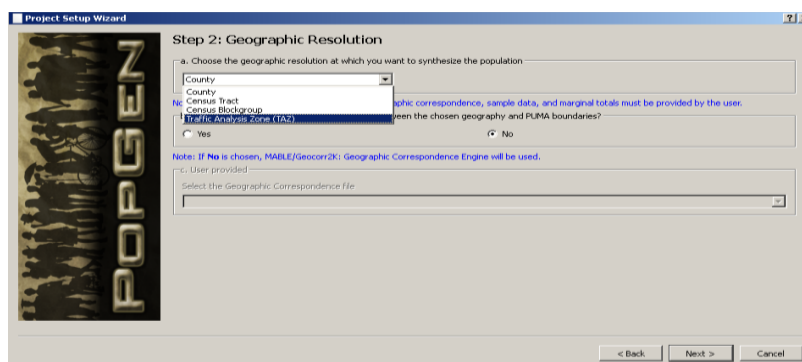 Project Setup Wizard
?
POPGEN
Step 2: Geographic Resolution
a. Choose the geographic resolution at which you want to synthesize the population
County
County
Census Tract
Census Blockgroup
Traffic Analysis Zone (TAZ)
aphic correspondence, sample data, and marginal totals must be provided by the user.
een the chosen geography and PUMA boundaries?
Yes
No
Note: If No is chosen, MABLE/Geocorr2K: Geographic Correspondence Engine will be used.
c. User provided
Select the Geographic Correspondence file
< Back
Next >
Cancel